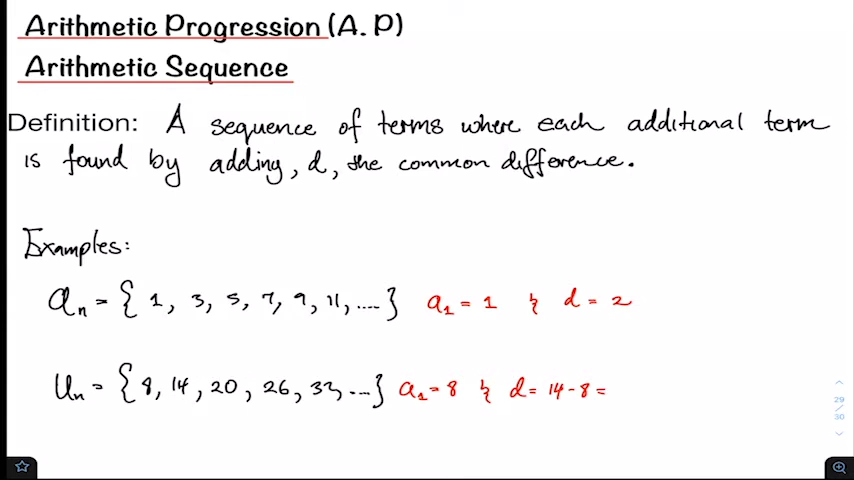 Arithmetic Progression (A.P)
Arithmetic Sequence
Definition: A sequence of terms where each additional term
is found by adding, d, the common difference.
Examples:
aₙ = { 1, 3, 5, 7, 9, 11, .... } a₁ = 1 & d = 2
Uₙ = { 8, 14, 20, 26, 32, ... } a₁ = 8 & d = 14 - 8 =
29
/
30